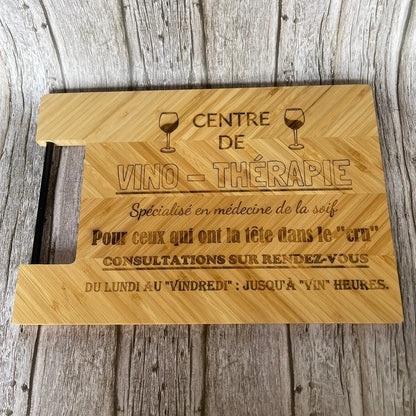 CENTRE
DE
VINO - THÉRAPIE
Spécialisé en médecine de la soif
Pour ceux qui ont la tête dans le "cru"
CONSULTATIONS SUR RENDEZ-VOUS
DU LUNDI AU "VINDREDI" : JUSQU'À "VIN" HEURES.